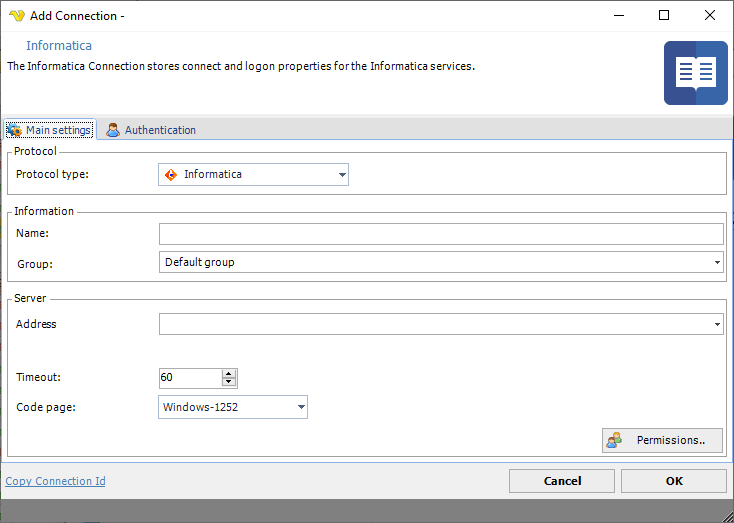 Add Connection -
Informatica
The Informatica Connection stores connect and logon properties for the Informatica services.
Main settings Authentication
Protocol
Protocol type: Informatica
Information
Name:
Group: Default group
Server
Address
Timeout: 60
Code page: Windows-1252
Permissions..
Copy Connection Id Cancel OK